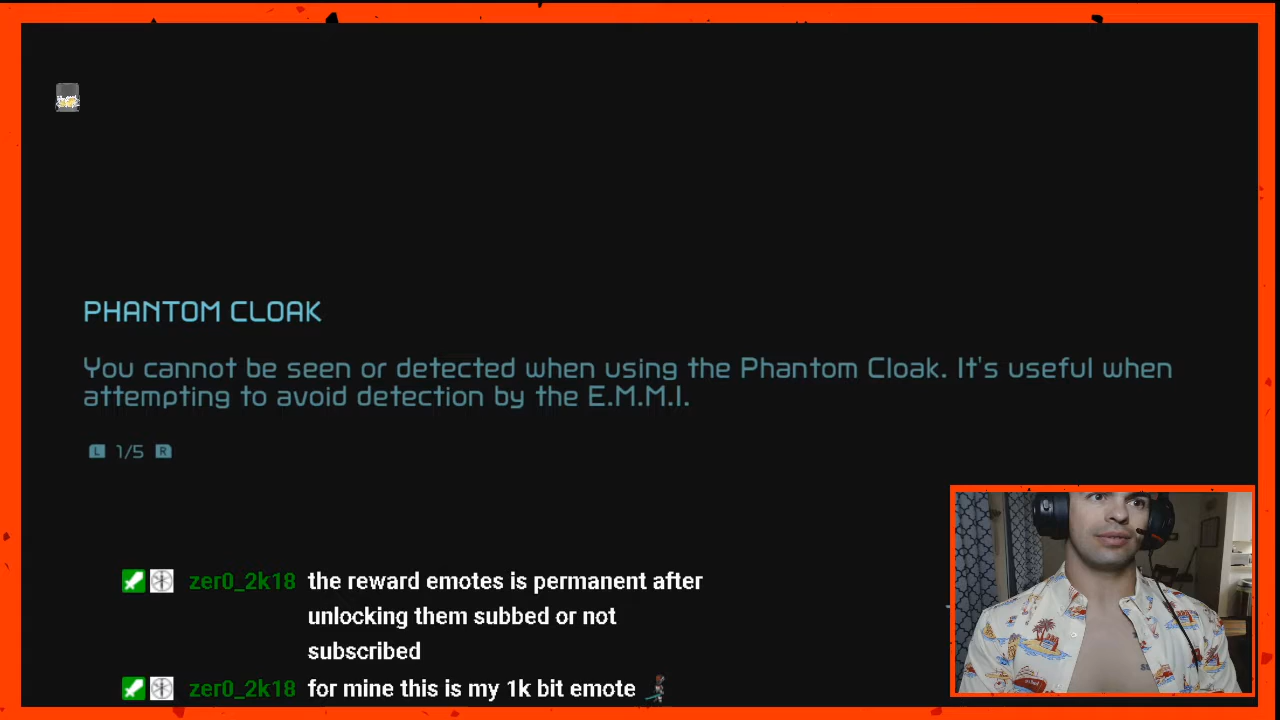 PHANTOM CLOAK
You cannot be seen or detected when using the Phantom Cloak. It's useful when
attempting to avoid detection by the E.M.M.I.
L 1/5 R
zer0_2k18 the reward emotes is permanent after
unlocking them subbed or not
subscribed
zer0_2k18 for mine this is my 1k bit emote